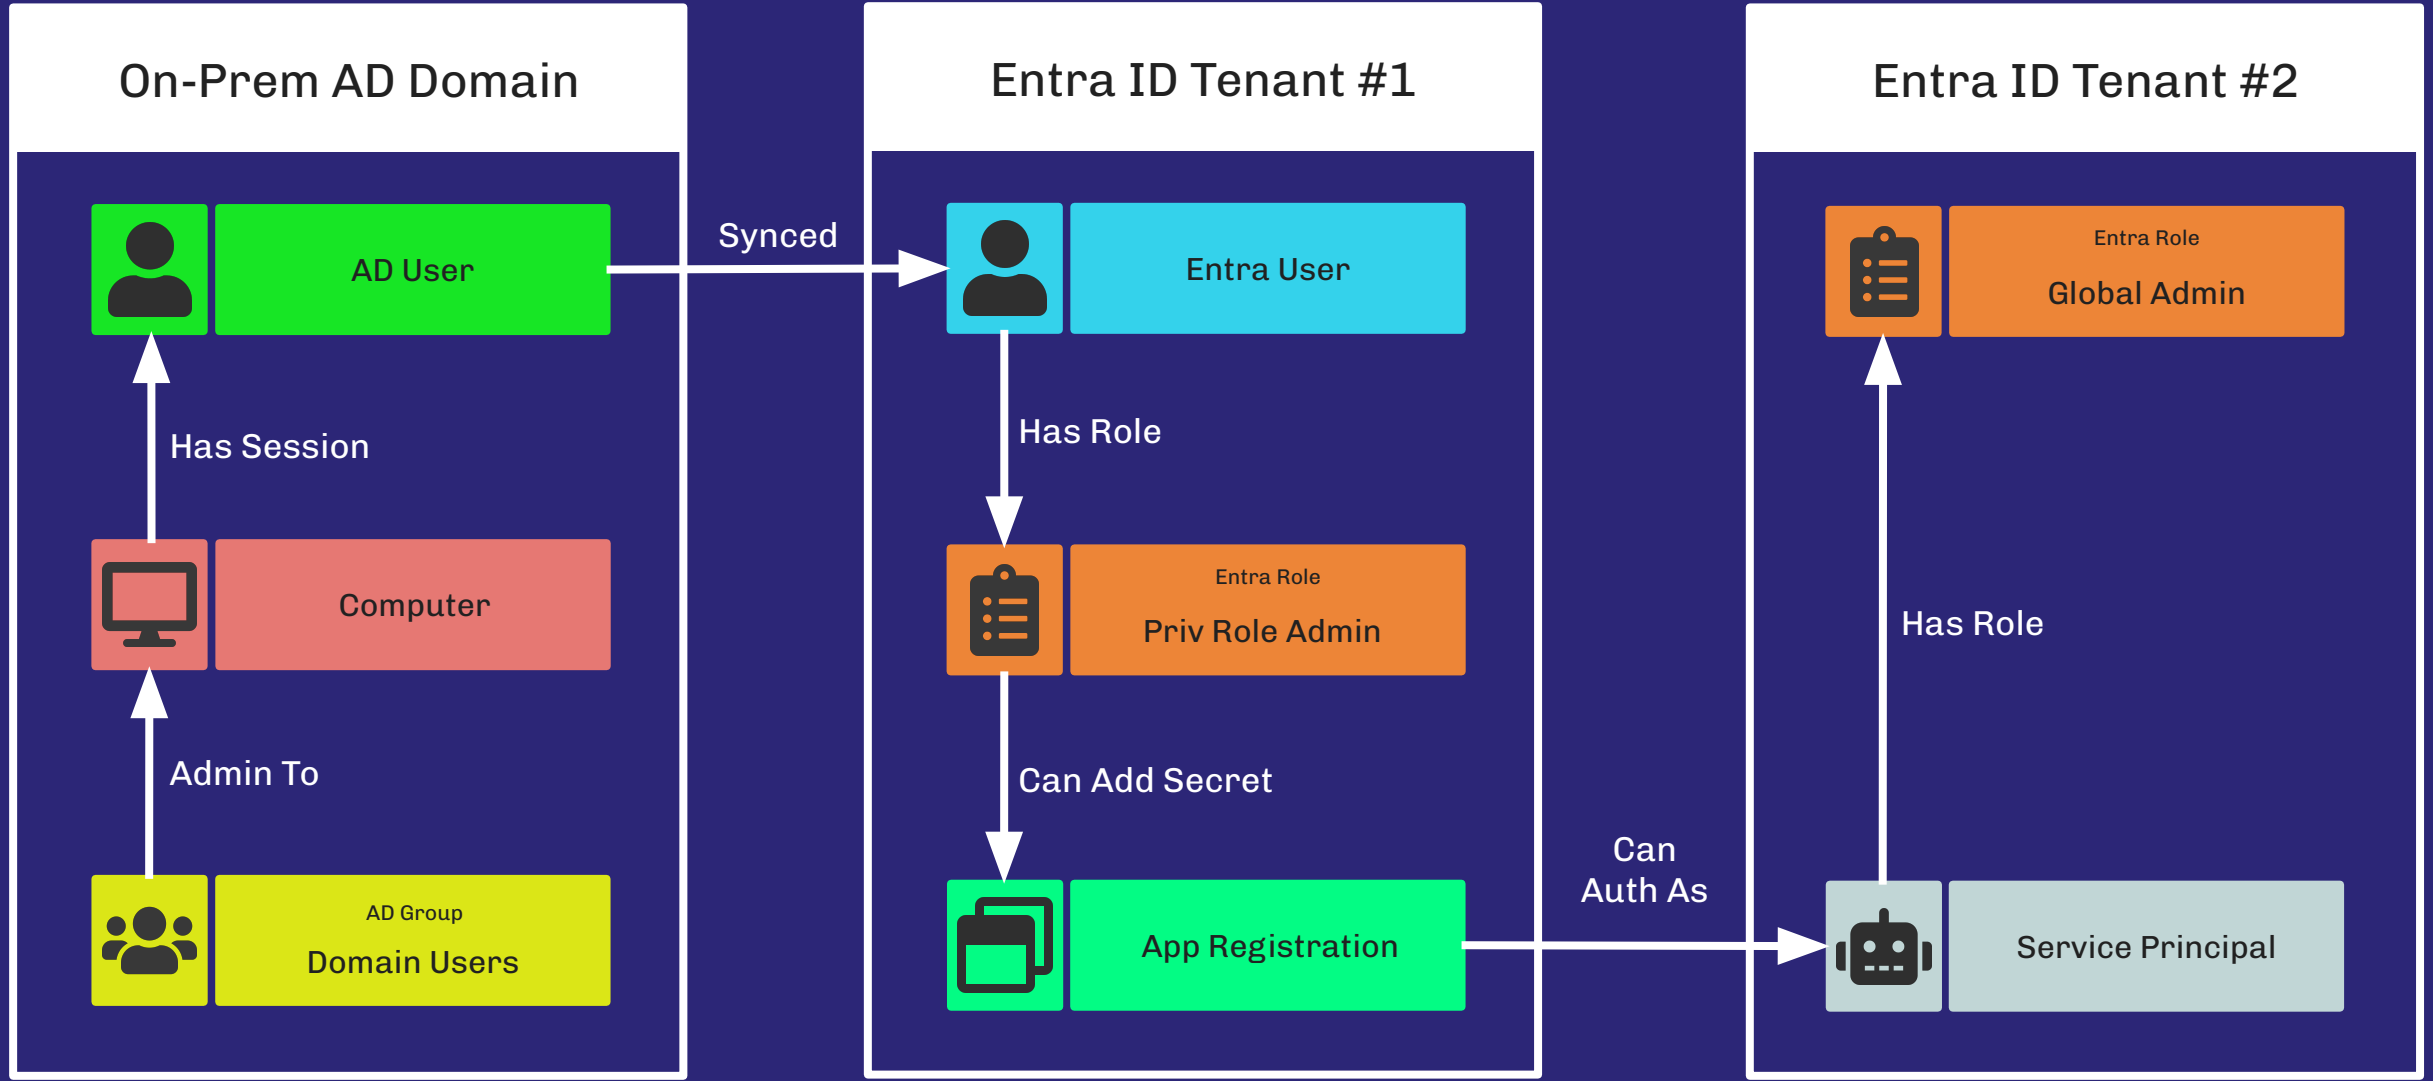 On-Prem AD Domain
AD User
Has Session
Computer
Admin To
AD Group
Domain Users
Synced
Entra ID Tenant #1
Entra User
Has Role
Entra Role
Priv Role Admin
Can Add Secret
App Registration
Can
Auth As
Entra ID Tenant #2
Entra Role
Global Admin
Has Role
Service Principal